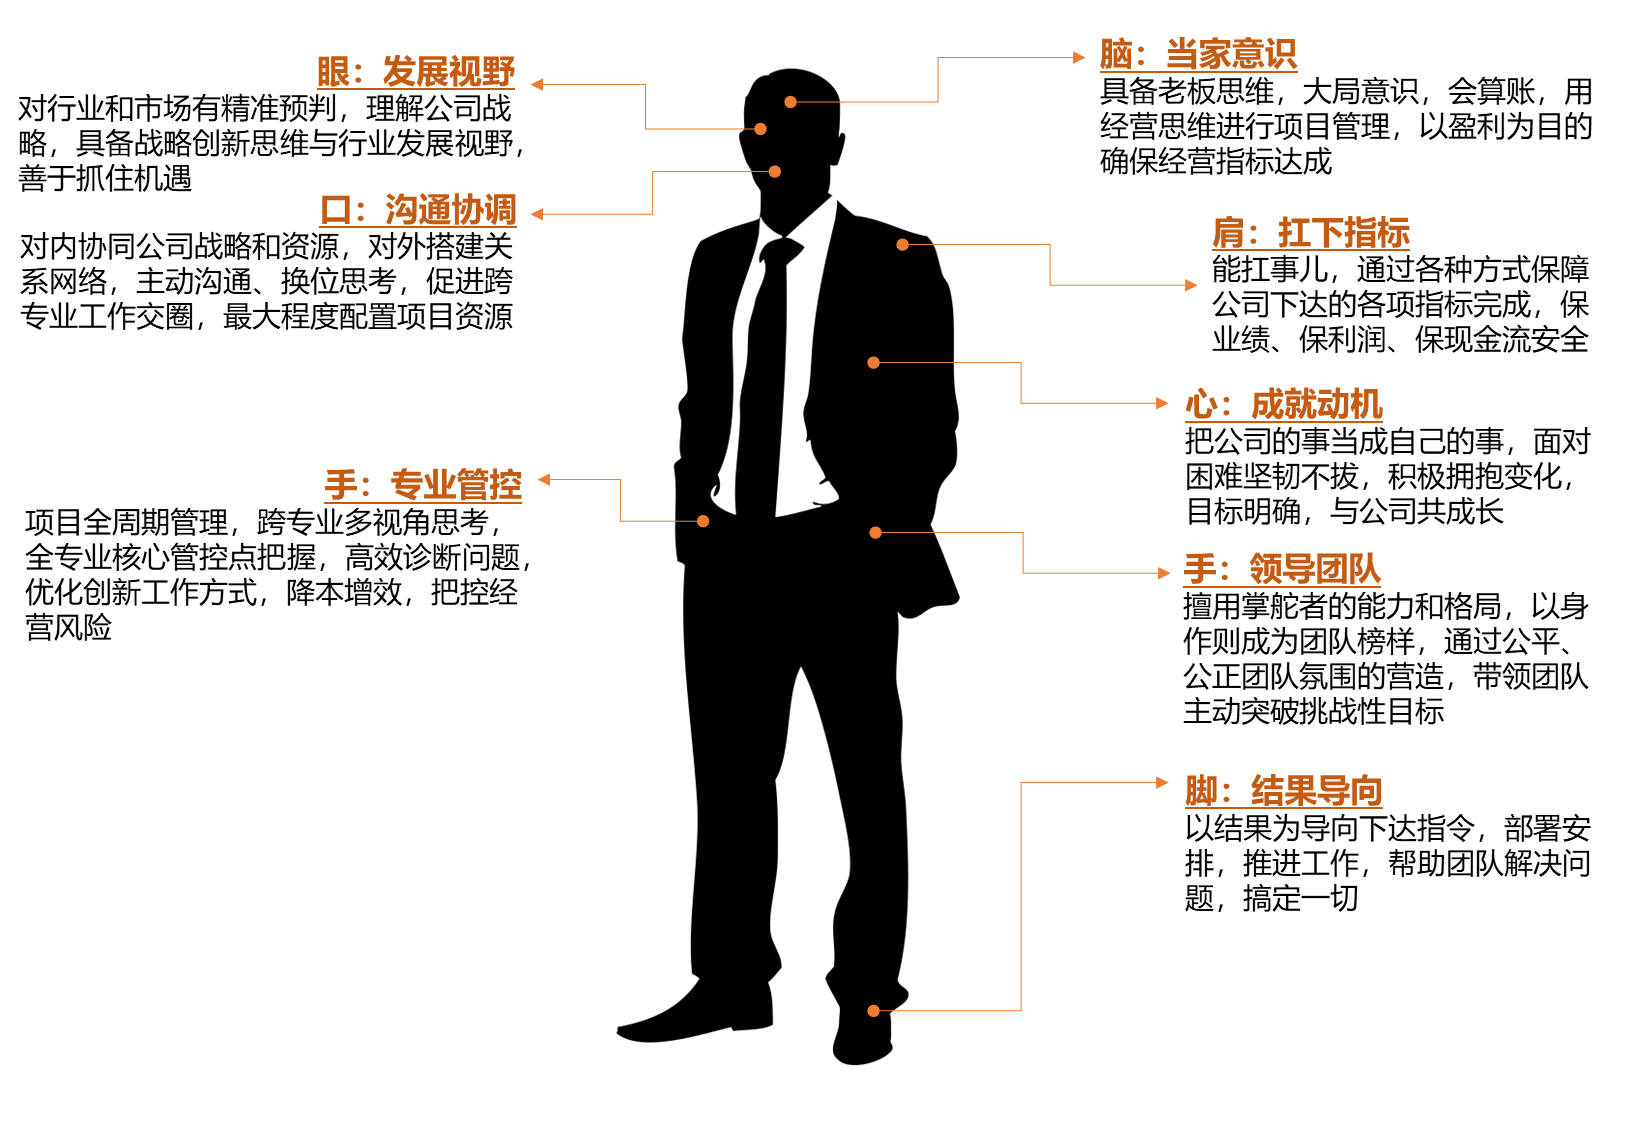 眼：发展视野
对行业和市场有精准预判，理解公司战
略，具备战略创新思维与行业发展视野，
善于抓住机遇
口：沟通协调
对内协同公司战略和资源，对外搭建关
系网络，主动沟通、换位思考，促进跨
专业工作交圈，最大程度配置项目资源
手：专业管控
项目全周期管理，跨专业多视角思考，
全专业核心管控点把握，高效诊断问题，
优化创新工作方式，降本增效，把控经
营风险
脑：当家意识
具备老板思维，大局意识，会算账，用
经营思维进行项目管理，以盈利为目的
确保经营指标达成
肩：扛下指标
能扛事儿，通过各种方式保障
公司下达的各项指标完成，保
业绩、保利润、保现金流安全
心：成就动机
把公司的事当成自己的事，面对
困难坚韧不拔，积极拥抱变化，
目标明确，与公司共成长
手：领导团队
擅用掌舵者的能力和格局，以身
作则成为团队榜样，通过公平、
公正团队氛围的营造，带领团队
主动突破挑战性目标
脚：结果导向
以结果为导向下达指令，部署安
排，推进工作，帮助团队解决问
题，搞定一切